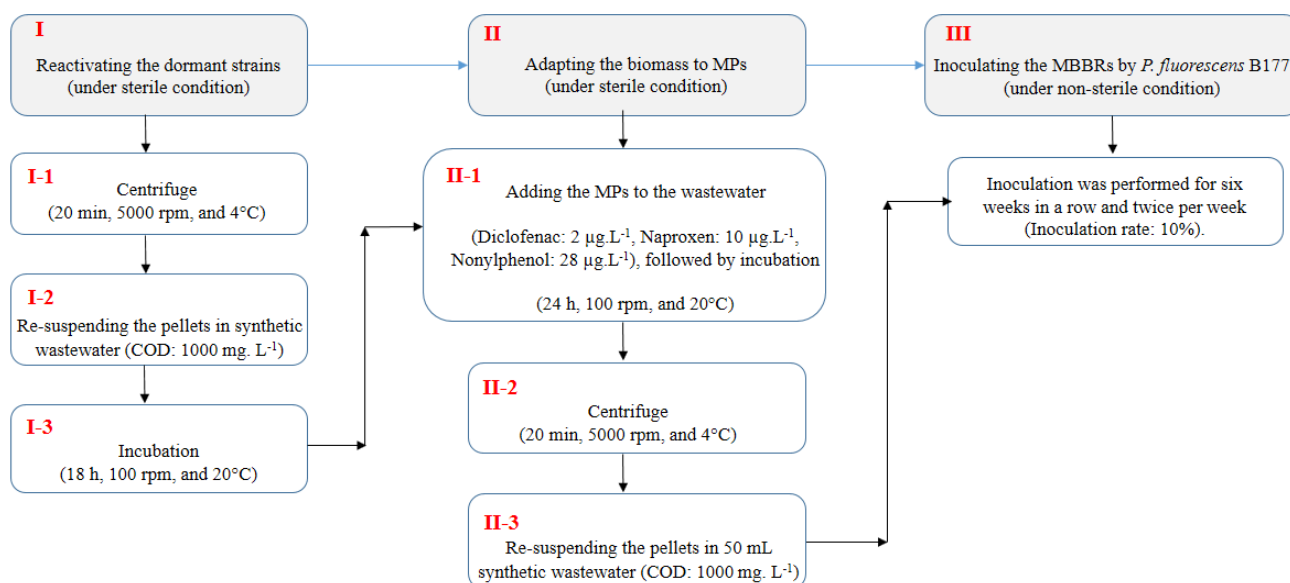 I
Reactivating the dormant strains
(under sterile condition)
II
Adapting the biomass to MPs
(under sterile condition)
III
Inoculating the MBBRs by P. fluorescens B177
(under non-sterile condition)
I-1
Centrifuge
(20 min, 5000 rpm, and 4°C)
I-2
Re-suspending the pellets in synthetic
wastewater (COD: 1000 mg. L⁻¹)
I-3
Incubation
(18 h, 100 rpm, and 20°C)
II-1
Adding the MPs to the wastewater
(Diclofenac: 2 µg.L⁻¹, Naproxen: 10 µg.L⁻¹,
Nonylphenol: 28 µg.L⁻¹), followed by incubation
(24 h, 100 rpm, and 20°C)
II-2
Centrifuge
(20 min, 5000 rpm, and 4°C)
II-3
Re-suspending the pellets in 50 mL
synthetic wastewater (COD: 1000 mg. L⁻¹)
Inoculation was performed for six
weeks in a row and twice per week
(Inoculation rate: 10%).